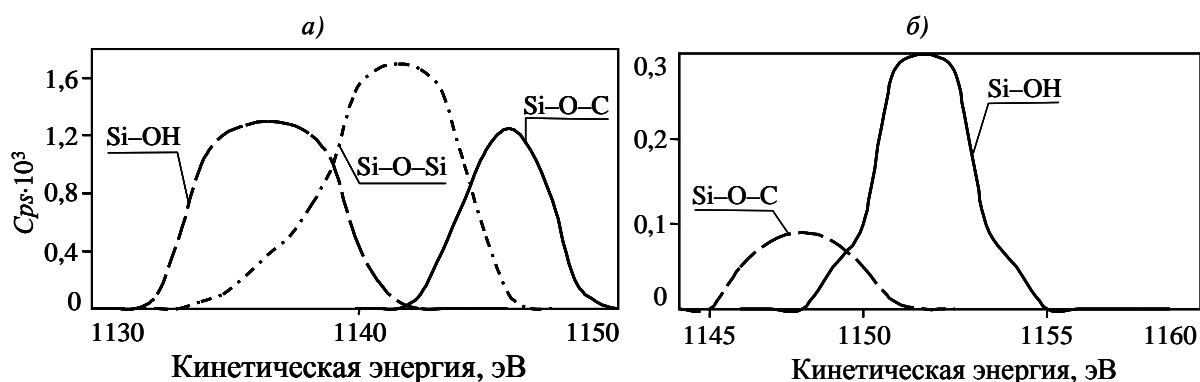 а)
Cps·10³
1,6
1,2
0,8
0,4
0
Si–OH
Si–O–Si
Si–O–C
1130
1140
1150
Кинетическая энергия, эВ
б)
0,3
0,2
0,1
0
Si–OH
Si–O–C
1145
1150
1155
1160
Кинетическая энергия, эВ